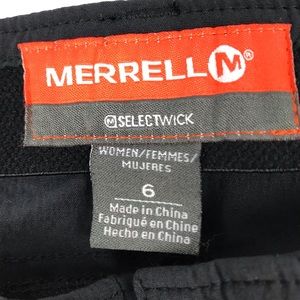 MERRELL M®
M SELECTWICK
WOMEN/FEMMES/
MUJERES
6
Made in China
Fabriqué en Chine
Hecho en China